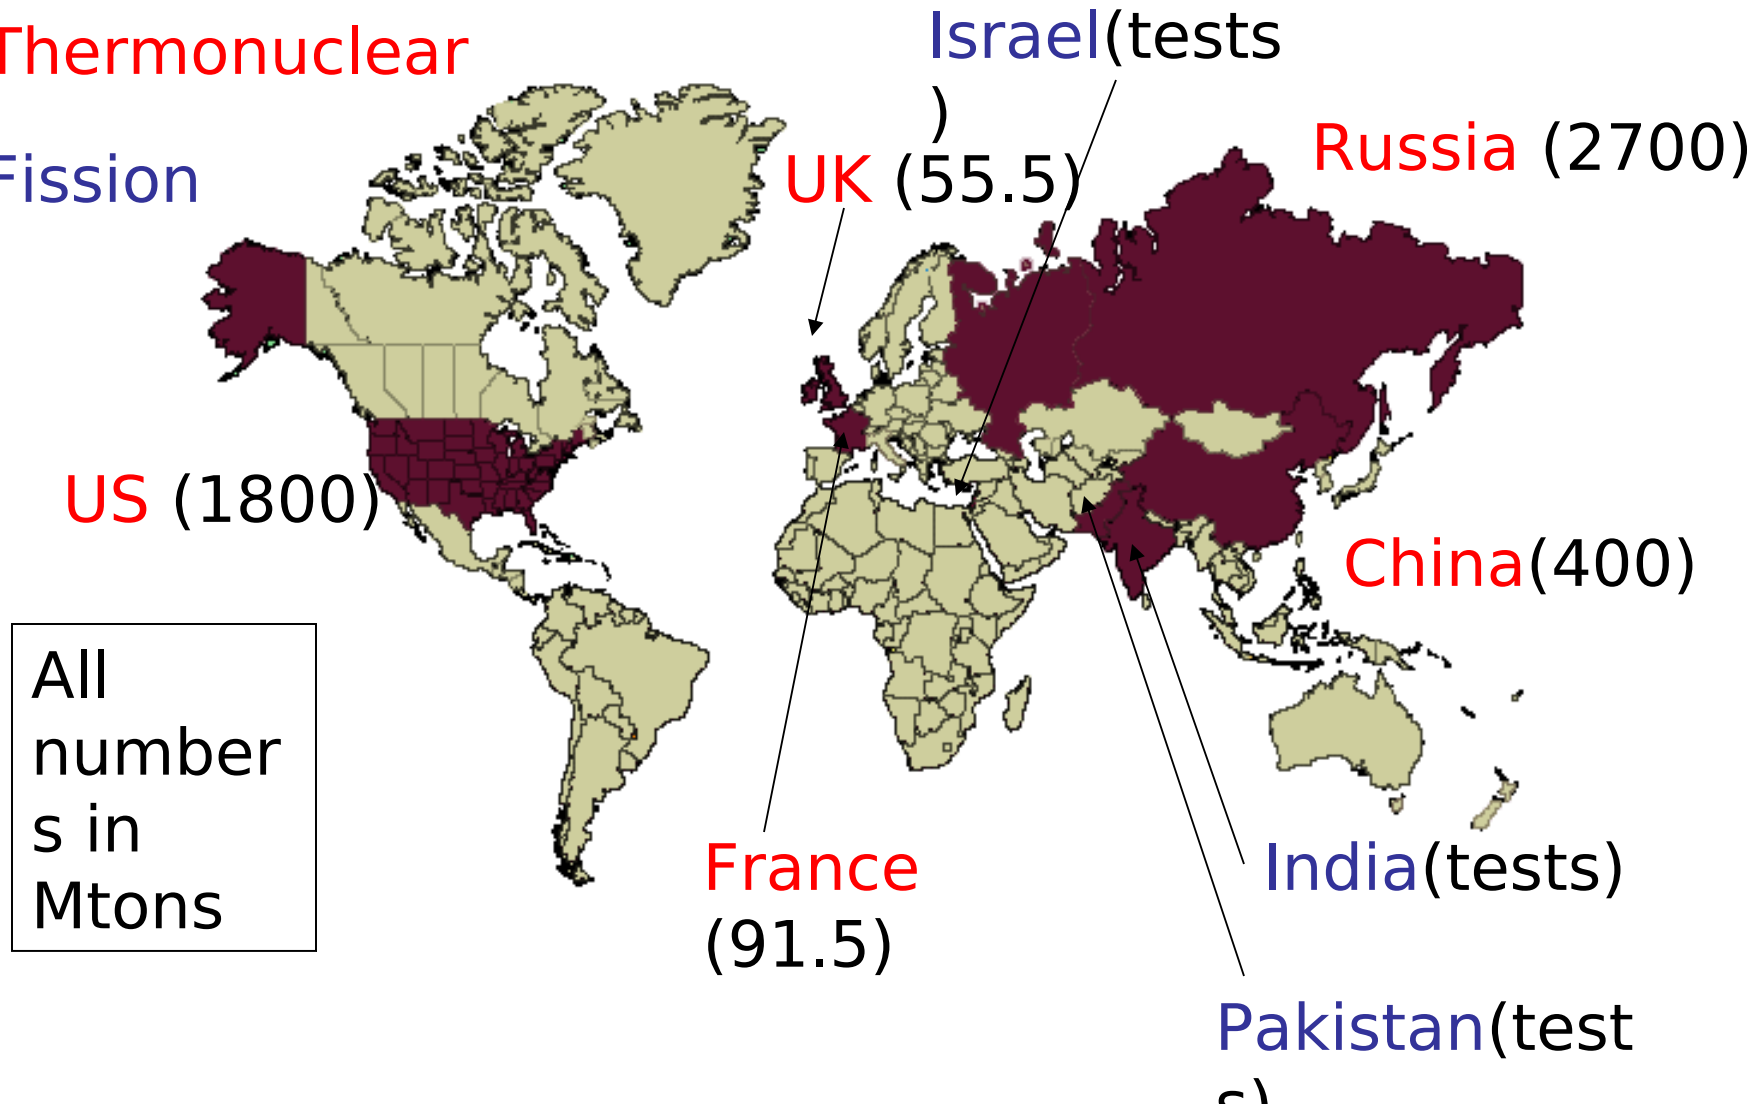 Thermonuclear
Israel(tests
)
Fission
UK (55.5)
Russia (2700)
US (1800)
China(400)
All
number
s in
Mtons
France
(91.5)
India(tests)
Pakistan(test
s)